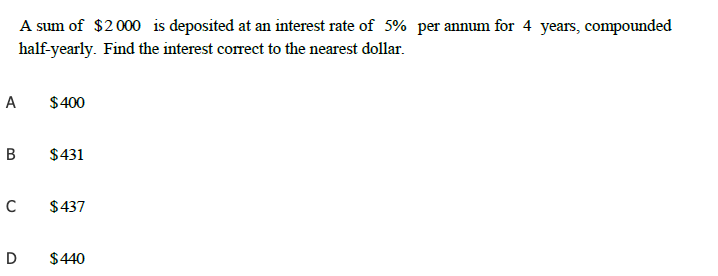 A sum of $2 000 is deposited at an interest rate of 5% per annum for 4 years, compounded
half-yearly. Find the interest correct to the nearest dollar.
A $400
B $431
C $437
D $440